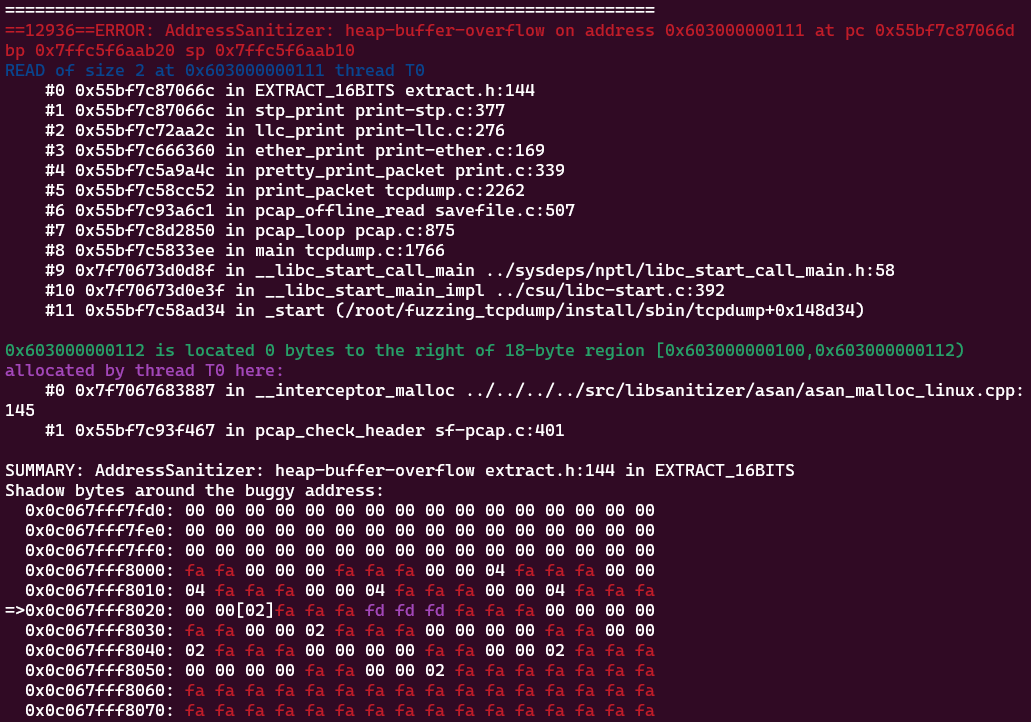 =================================================================
==12936==ERROR: AddressSanitizer: heap-buffer-overflow on address 0x603000000111 at pc 0x55bf7c87066d
bp 0x7ffc5f6aab20 sp 0x7ffc5f6aab10
READ of size 2 at 0x603000000111 thread T0
    #0 0x55bf7c87066c in EXTRACT_16BITS extract.h:144
    #1 0x55bf7c87066c in stp_print print-stp.c:377
    #2 0x55bf7c72aa2c in llc_print print-llc.c:276
    #3 0x55bf7c666360 in ether_print print-ether.c:169
    #4 0x55bf7c5a9a4c in pretty_print_packet print.c:339
    #5 0x55bf7c58cc52 in print_packet tcpdump.c:2262
    #6 0x55bf7c93a6c1 in pcap_offline_read savefile.c:507
    #7 0x55bf7c8d2850 in pcap_loop pcap.c:875
    #8 0x55bf7c5833ee in main tcpdump.c:1766
    #9 0x7f70673d0d8f in __libc_start_call_main ../sysdeps/nptl/libc_start_call_main.h:58
    #10 0x7f70673d0e3f in __libc_start_main_impl ../csu/libc-start.c:392
    #11 0x55bf7c58ad34 in _start (/root/fuzzing_tcpdump/install/sbin/tcpdump+0x148d34)

0x603000000112 is located 0 bytes to the right of 18-byte region [0x603000000100,0x603000000112)
allocated by thread T0 here:
    #0 0x7f7067683887 in __interceptor_malloc ../../../../src/libsanitizer/asan/asan_malloc_linux.cpp:
145
    #1 0x55bf7c93f467 in pcap_check_header sf-pcap.c:401

SUMMARY: AddressSanitizer: heap-buffer-overflow extract.h:144 in EXTRACT_16BITS
Shadow bytes around the buggy address:
  0x0c067fff7fd0: 00 00 00 00 00 00 00 00 00 00 00 00 00 00 00 00
  0x0c067fff7fe0: 00 00 00 00 00 00 00 00 00 00 00 00 00 00 00 00
  0x0c067fff7ff0: 00 00 00 00 00 00 00 00 00 00 00 00 00 00 00 00
  0x0c067fff8000: fa fa 00 00 00 fa fa fa 00 00 04 fa fa fa 00 00
  0x0c067fff8010: 04 fa fa fa 00 00 04 fa fa fa 00 00 04 fa fa fa
=>0x0c067fff8020: 00 00[02]fa fa fa fd fd fd fa fa fa 00 00 00 00
  0x0c067fff8030: fa fa 00 00 02 fa fa fa 00 00 00 00 fa fa 00 00
  0x0c067fff8040: 02 fa fa fa 00 00 00 00 fa fa 00 00 02 fa fa fa
  0x0c067fff8050: 00 00 00 00 fa fa 00 00 02 fa fa fa fa fa fa fa
  0x0c067fff8060: fa fa fa fa fa fa fa fa fa fa fa fa fa fa fa fa
  0x0c067fff8070: fa fa fa fa fa fa fa fa fa fa fa fa fa fa fa fa